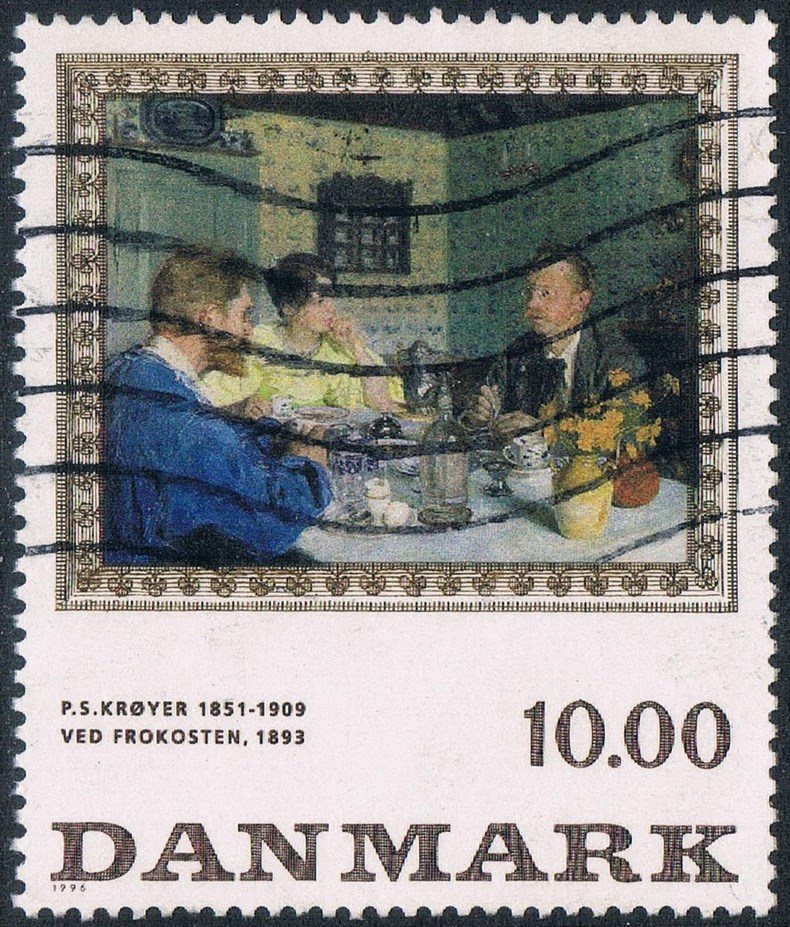 P.S.KRØYER 1851-1909
VED FROKOSTEN, 1893
10.00
DANMARK
1996